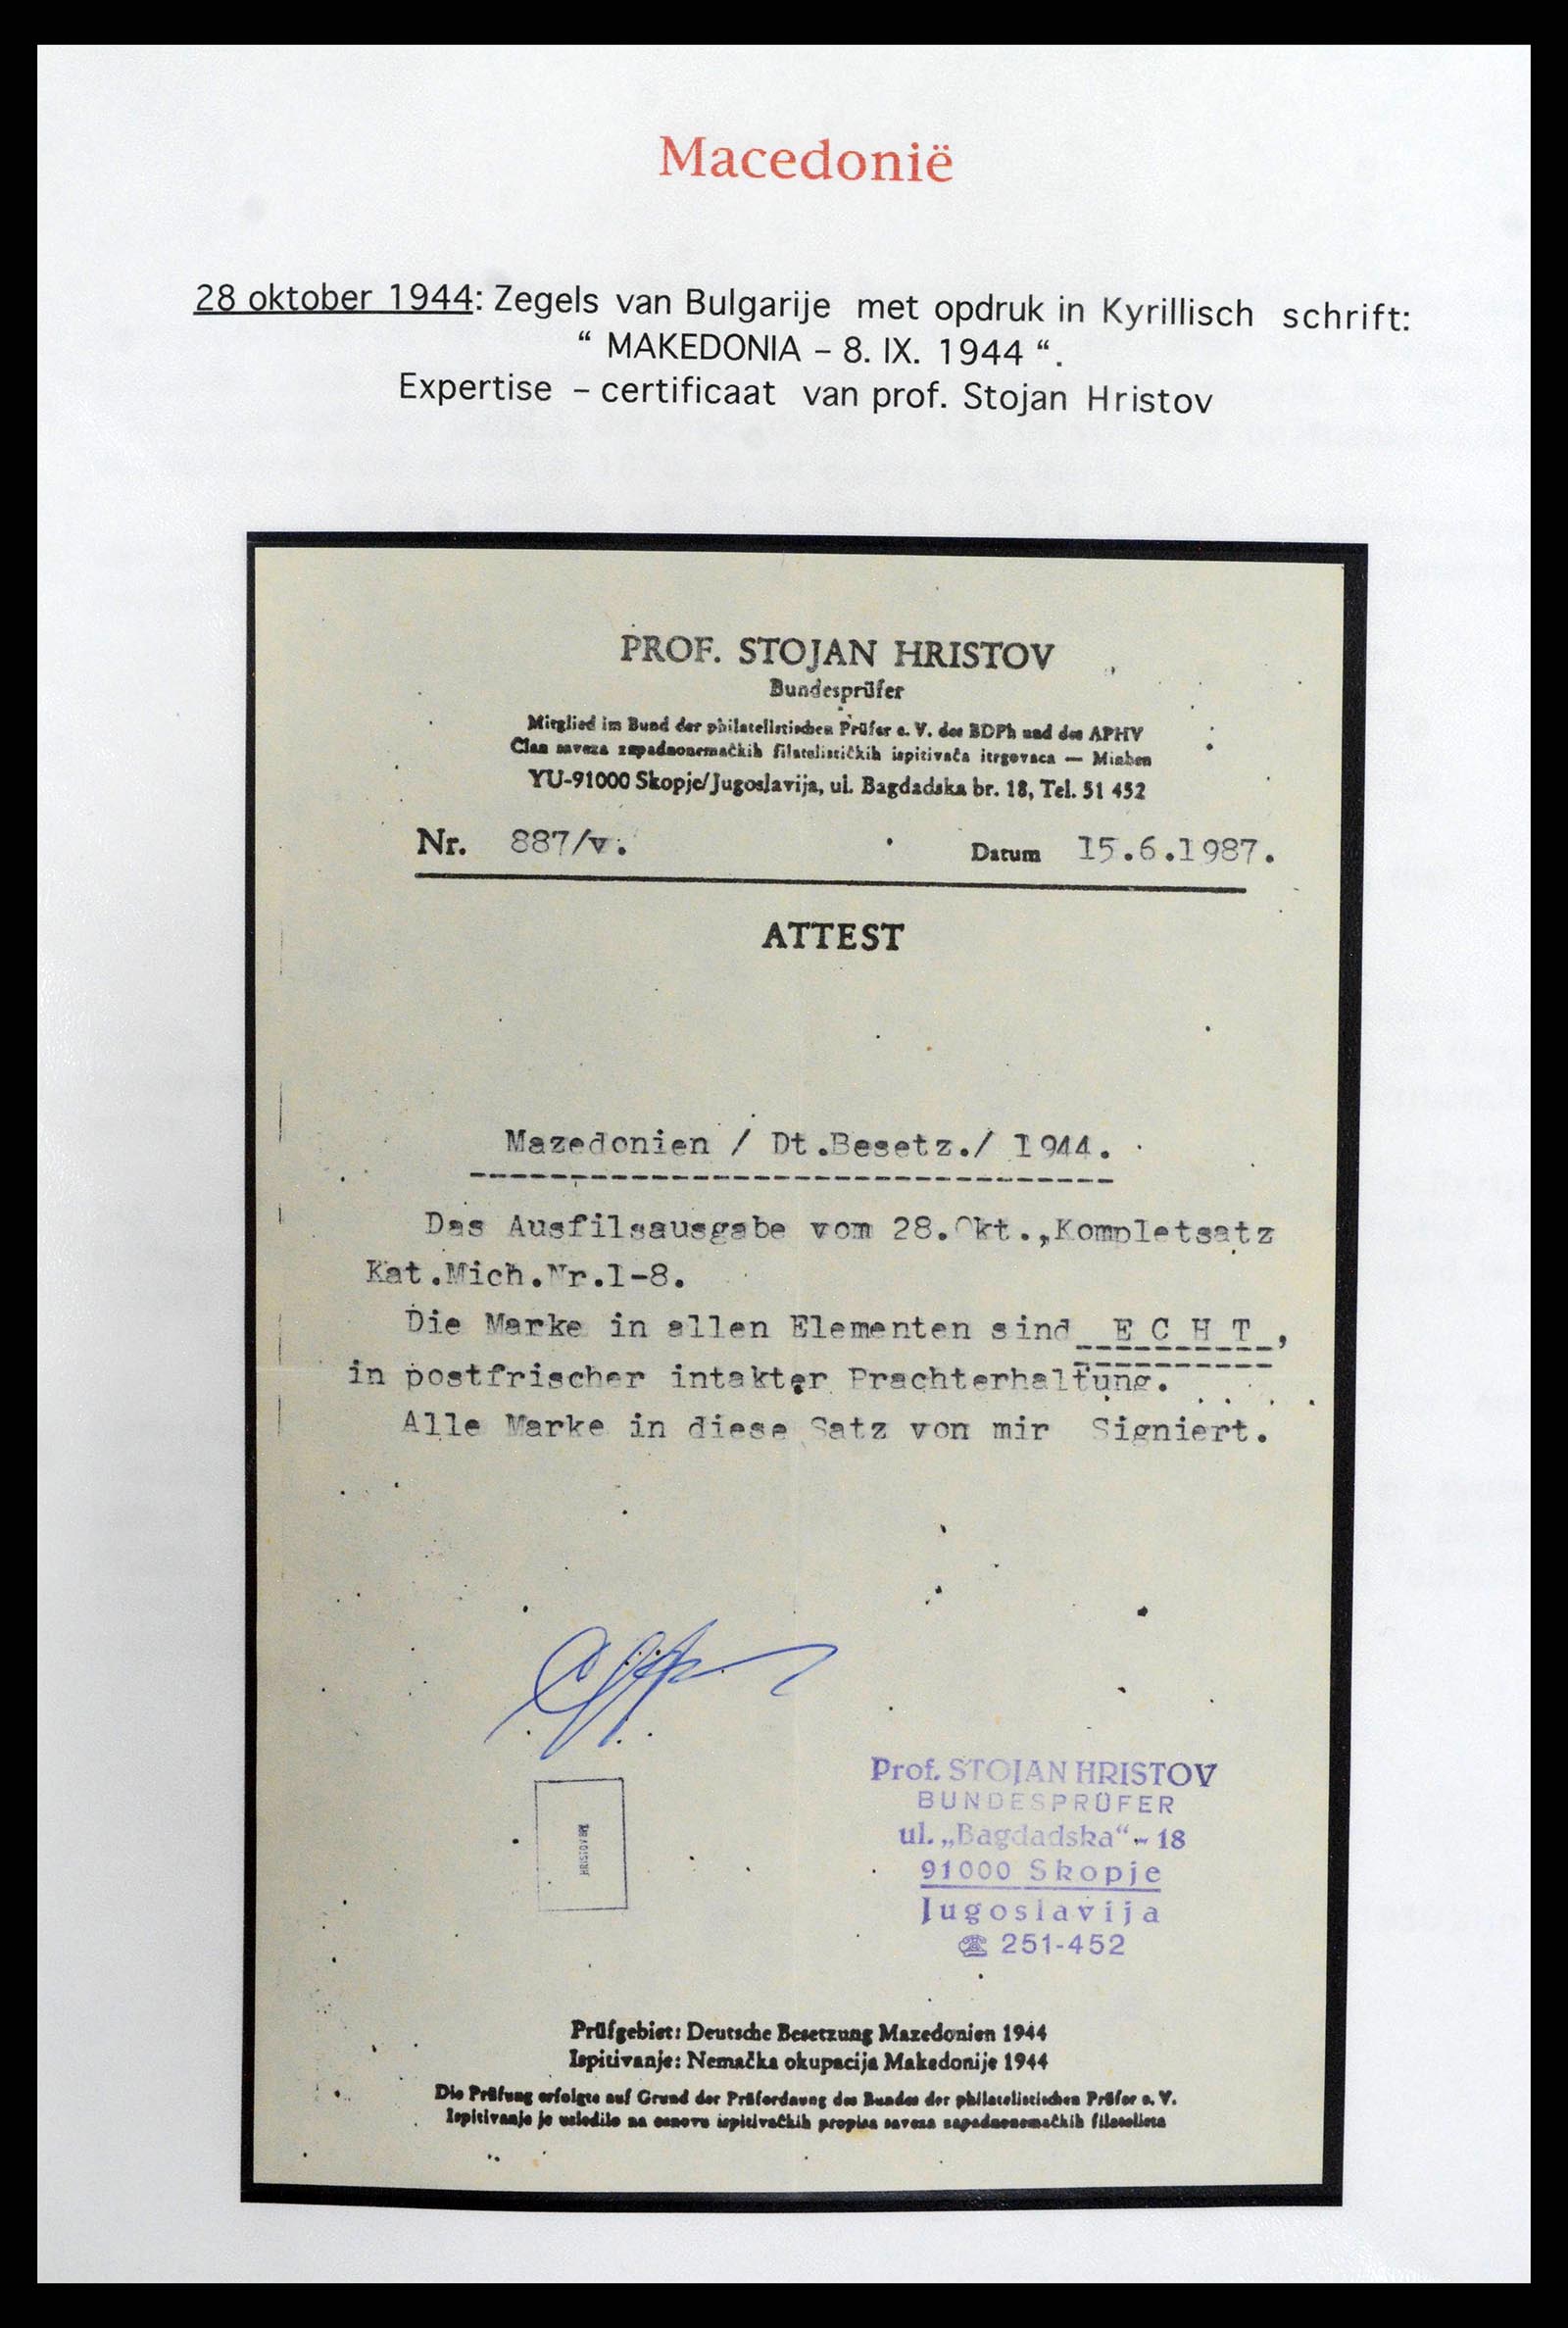 Macedonië
28 oktober 1944: Zegels van Bulgarije met opdruk in Kyrillisch schrift:
“ MAKEDONIA – 8. IX. 1944 “.
Expertise – certificaat van prof. Stojan Hristov
PROF. STOJAN HRISTOV
Bundesprüfer
Mitglied im Bund der philatelistischen Prüfer e. V. des BDPh und des APHV
Član saveza zapadnonemačkih filatelističkih ispitivača itrgovaca — Minhen
YU-91000 Skopje/Jugoslavija, ul. Bagdadska br. 18, Tel. 51 452
Nr. 887/v.
Datum 15.6.1987.
ATTEST
Mazedonien / Dt.Besetz./ 1944.
Das Ausfilsausgabe vom 28.Okt.,Kompletsatz
Kat.Mich.Nr.1-8.
Die Marke in allen Elementen sind E C H T ,
in postfrischer intakter Prachterhaltung.
Alle Marke in diese Satz von mir Signiert.
HRISTOV
Prof. STOJAN HRISTOV
BUNDESPRÜFER
ul. „Bagdadska“ - 18
91000 Skopje
Jugoslavija
☎ 251-452
Prüfgebiet: Deutsche Besetzung Mazedonien 1944
Ispitivanje: Nemačka okupacija Makedonije 1944
Die Prüfung erfolgte auf Grund der Prüfordnung des Bundes der philatelistischen Prüfer e. V.
Ispitivanje je usledilo na osnovu ispitivačkih propisa saveza zapadnonemačkih filatelista